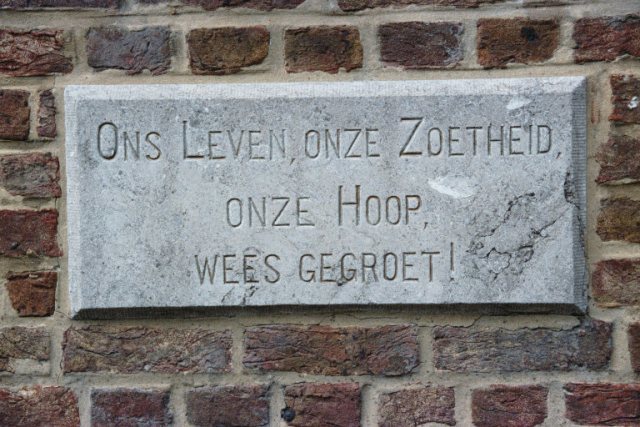 Ons Leven, onze Zoetheid,
onze Hoop,
wees gegroet!